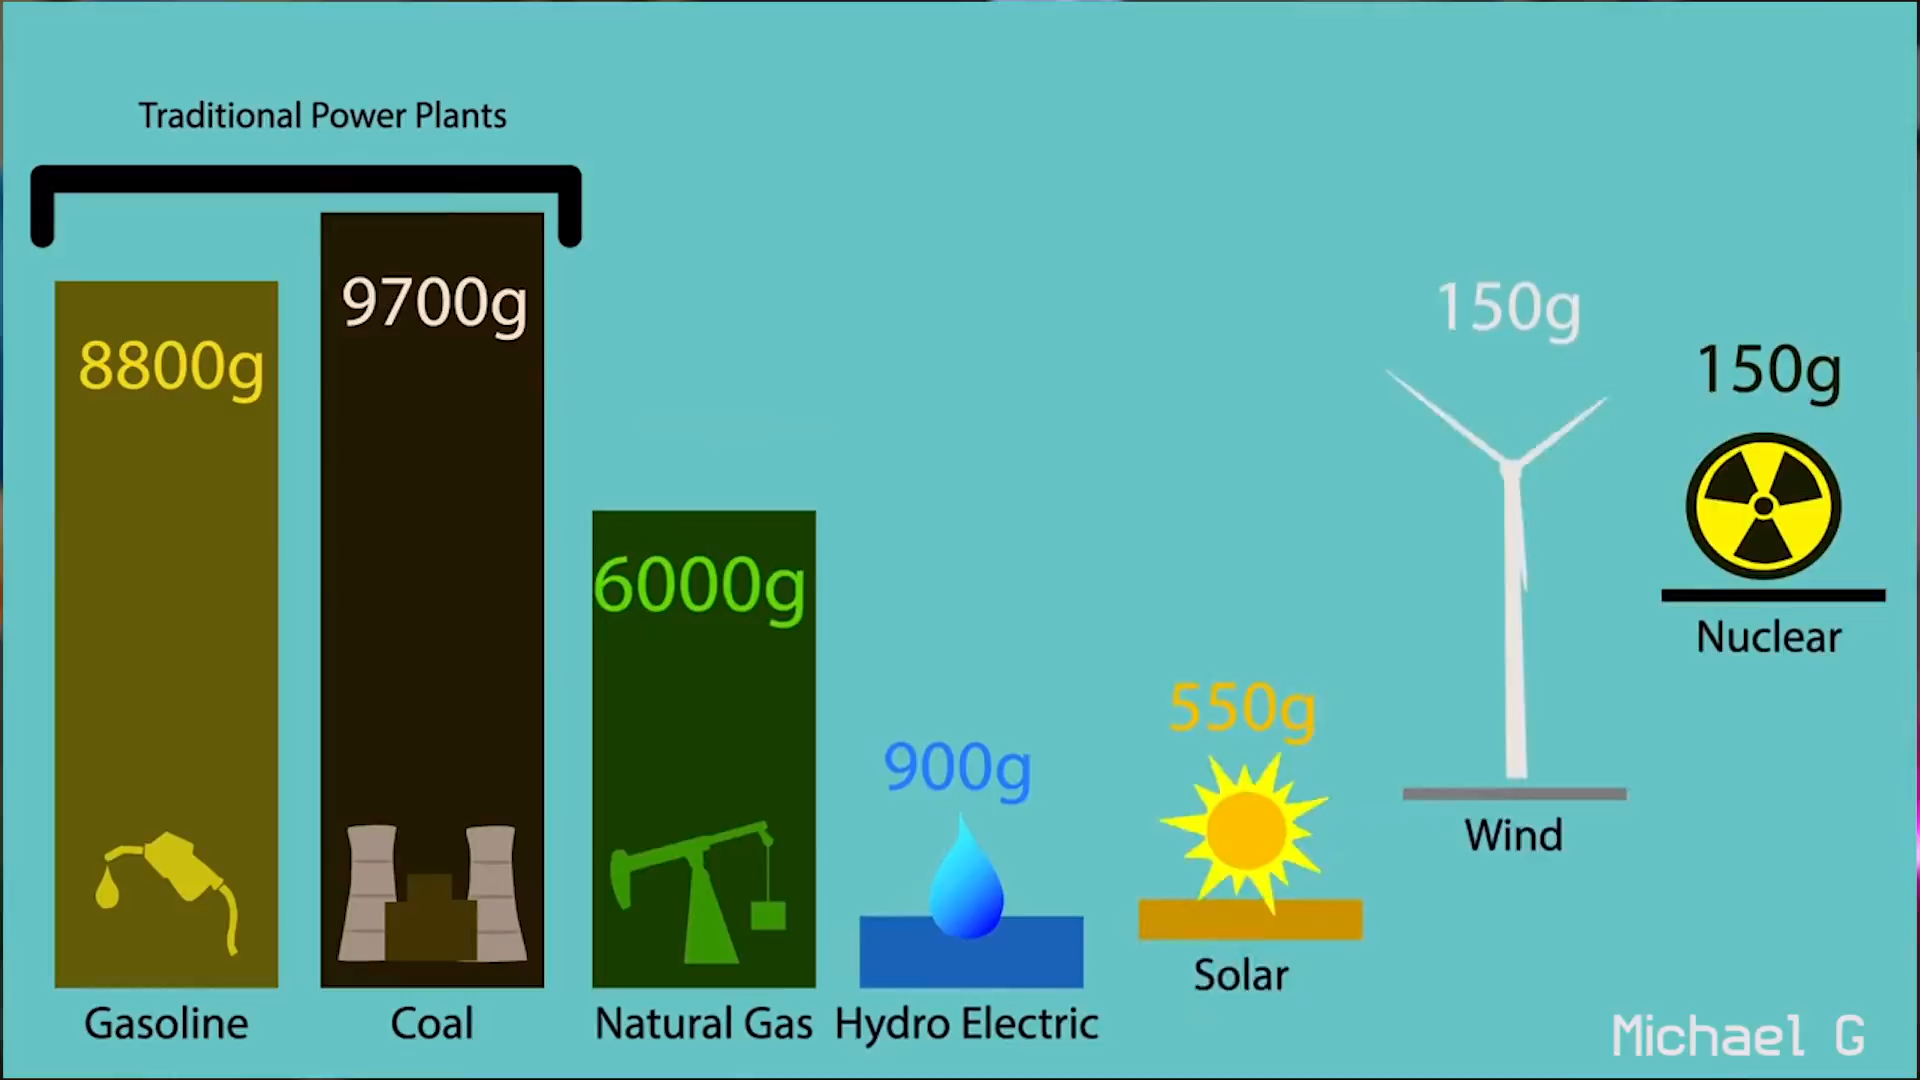 Traditional Power Plants
8800g
9700g
6000g
900g
550g
150g
150g
Gasoline
Coal
Natural Gas
Hydro Electric
Solar
Wind
Nuclear
Michael G